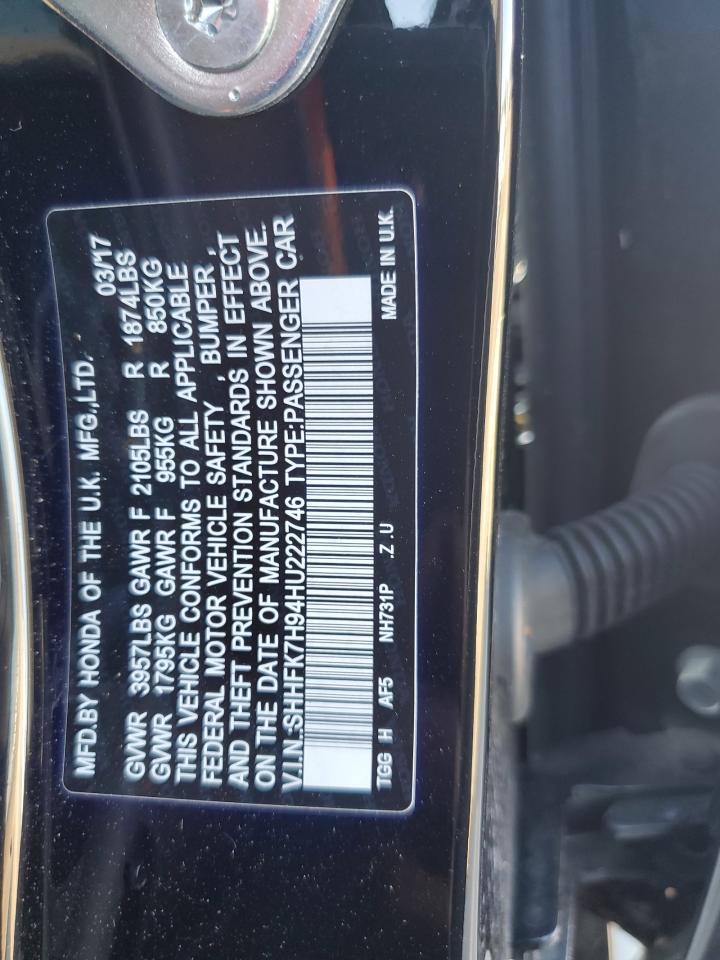 MFD.BY HONDA OF THE U.K. MFG.,LTD. 03/'17
GVWR 3957LBS GAWR F 2105LBS R 1874LBS
GVWR 1795KG GAWR F 955KG R 850KG
THIS VEHICLE CONFORMS TO ALL APPLICABLE
FEDERAL MOTOR VEHICLE SAFETY , BUMPER ,
AND THEFT PREVENTION STANDARDS IN EFFECT
ON THE DATE OF MANUFACTURE SHOWN ABOVE.
V.I.N.:SHHFK7H94HU222746 TYPE:PASSENGER CAR
TGG H AF5 NH731P .Z .U MADE IN U.K.